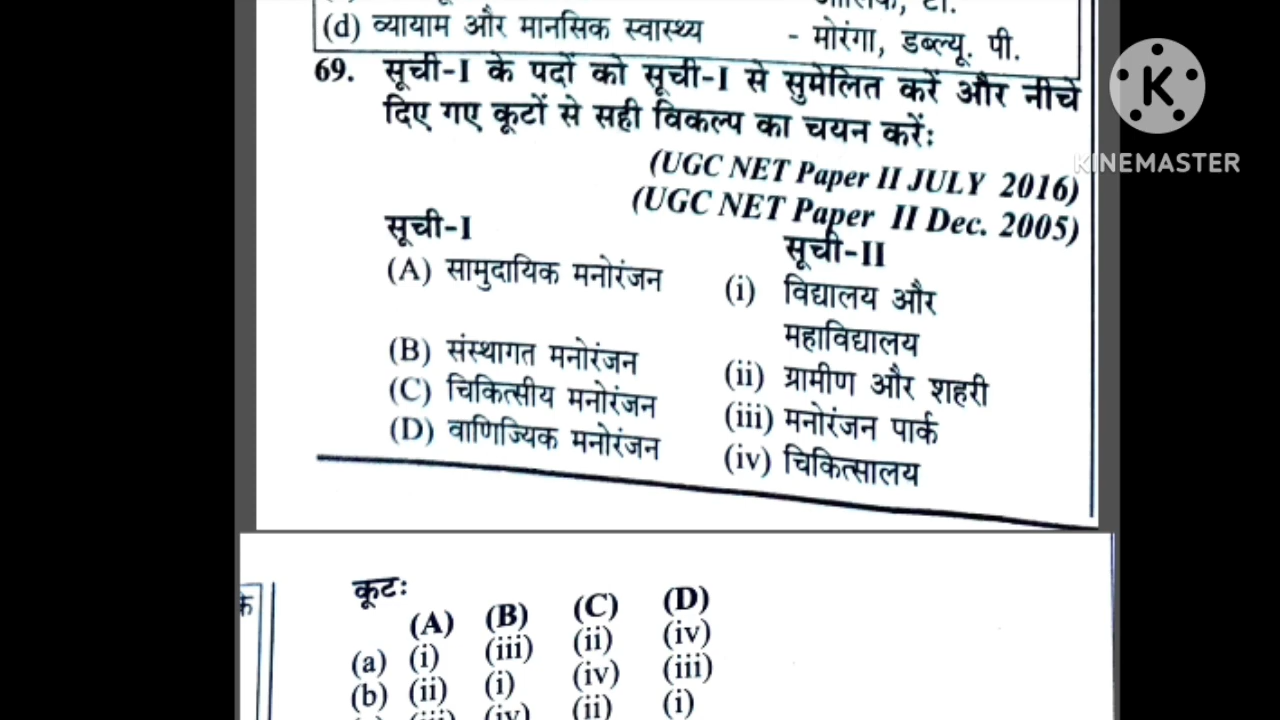 (d) व्यायाम और मानसिक स्वास्थ्य - मोरंगा, डब्ल्यू. पी.
69. सूची-I के पदों को सूची-I से सुमेलित करें और नीचे
दिए गए कूटों से सही विकल्प का चयन करेंः
K
KINEMASTER
(UGC NET Paper II JULY 2016)
(UGC NET Paper II Dec. 2005)
सूची-I सूची-II
(A) सामुदायिक मनोरंजन (i) विद्यालय और
महाविद्यालय
(B) संस्थागत मनोरंजन (ii) ग्रामीण और शहरी
(C) चिकित्सीय मनोरंजन (iii) मनोरंजन पार्क
(D) वाणिज्यिक मनोरंजन (iv) चिकित्सालय
कूटः
(A) (B) (C) (D)
(a) (i) (iii) (ii) (iv)
(b) (ii) (i) (iv) (iii)
(iii) (iv) (ii) (i)